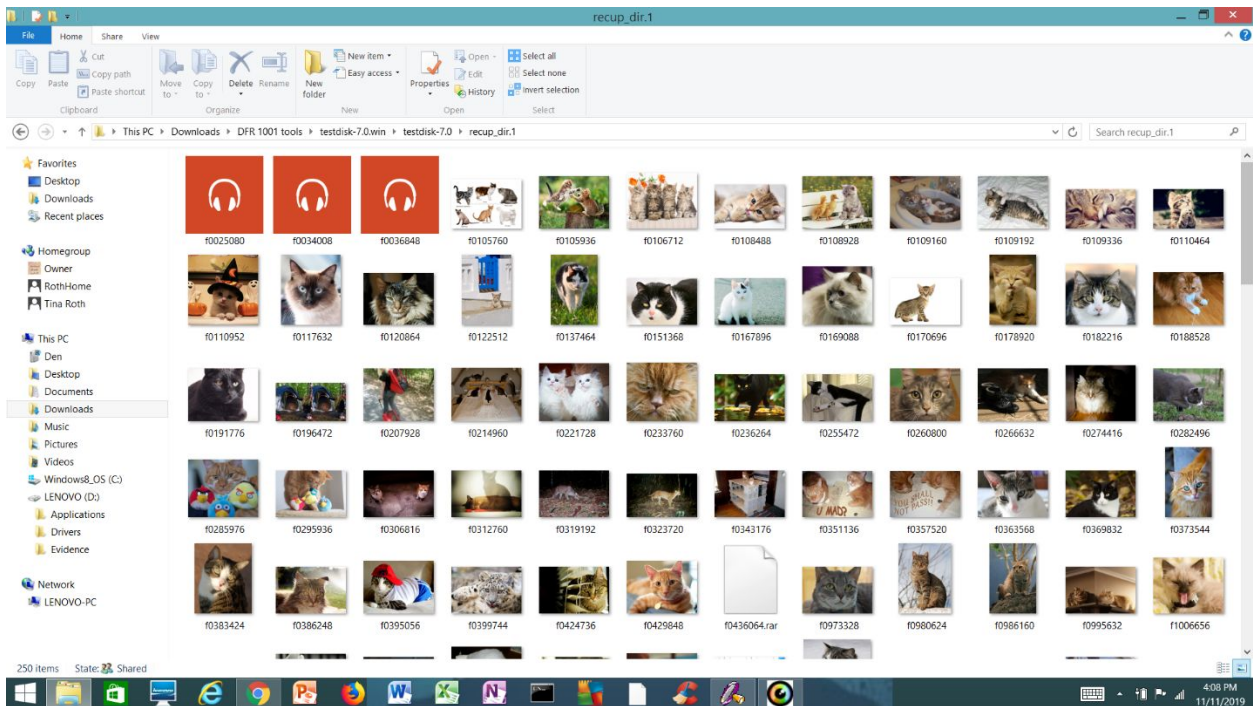 recup_dir.1
File Home Share View
Copy
Paste
Cut
Copy path
Paste shortcut
Clipboard
Move to
Copy to
Delete
Rename
Organize
New folder
New item
Easy access
New
Properties
Open
Edit
History
Open
Select all
Select none
Invert selection
Select
This PC Downloads DFR 1001 tools testdisk-7.0.win testdisk-7.0 recup_dir.1
Search recup_dir.1
Favorites
Desktop
Downloads
Recent places
Homegroup
Owner
RothHome
Tina Roth
This PC
Den
Desktop
Documents
Downloads
Music
Pictures
Videos
Windows8_OS (C:)
LENOVO (D:)
Applications
Drivers
Evidence
Network
LENOVO-PC
f0025080 f0034008 f0036848 f0105760 f0105936 f0106712 f0108488 f0108928 f0109160 f0109192 f0109336 f0110464
f0110952 f0117632 f0120864 f0122512 f0137464 f0151368 f0167896 f0169088 f0170696 f0178920 f0182216 f0188528
f0191776 f0196472 f0207928 f0214960 f0221728 f0233760 f0236264 f0255472 f0260800 f0266632 f0274416 f0282496
U MAD?
YOU SHALL
NOT PASS!!
f0285976 f0295936 f0306816 f0312760 f0319192 f0323720 f0343176 f0351136 f0357520 f0363568 f0369832 f0373544
f0383424 f0386248 f0395056 f0399744 f0424736 f0429848 f0436064.rar f0973328 f0980624 f0986160 f0995632 f1006656
250 items State: Shared
4:08 PM
11/11/2019